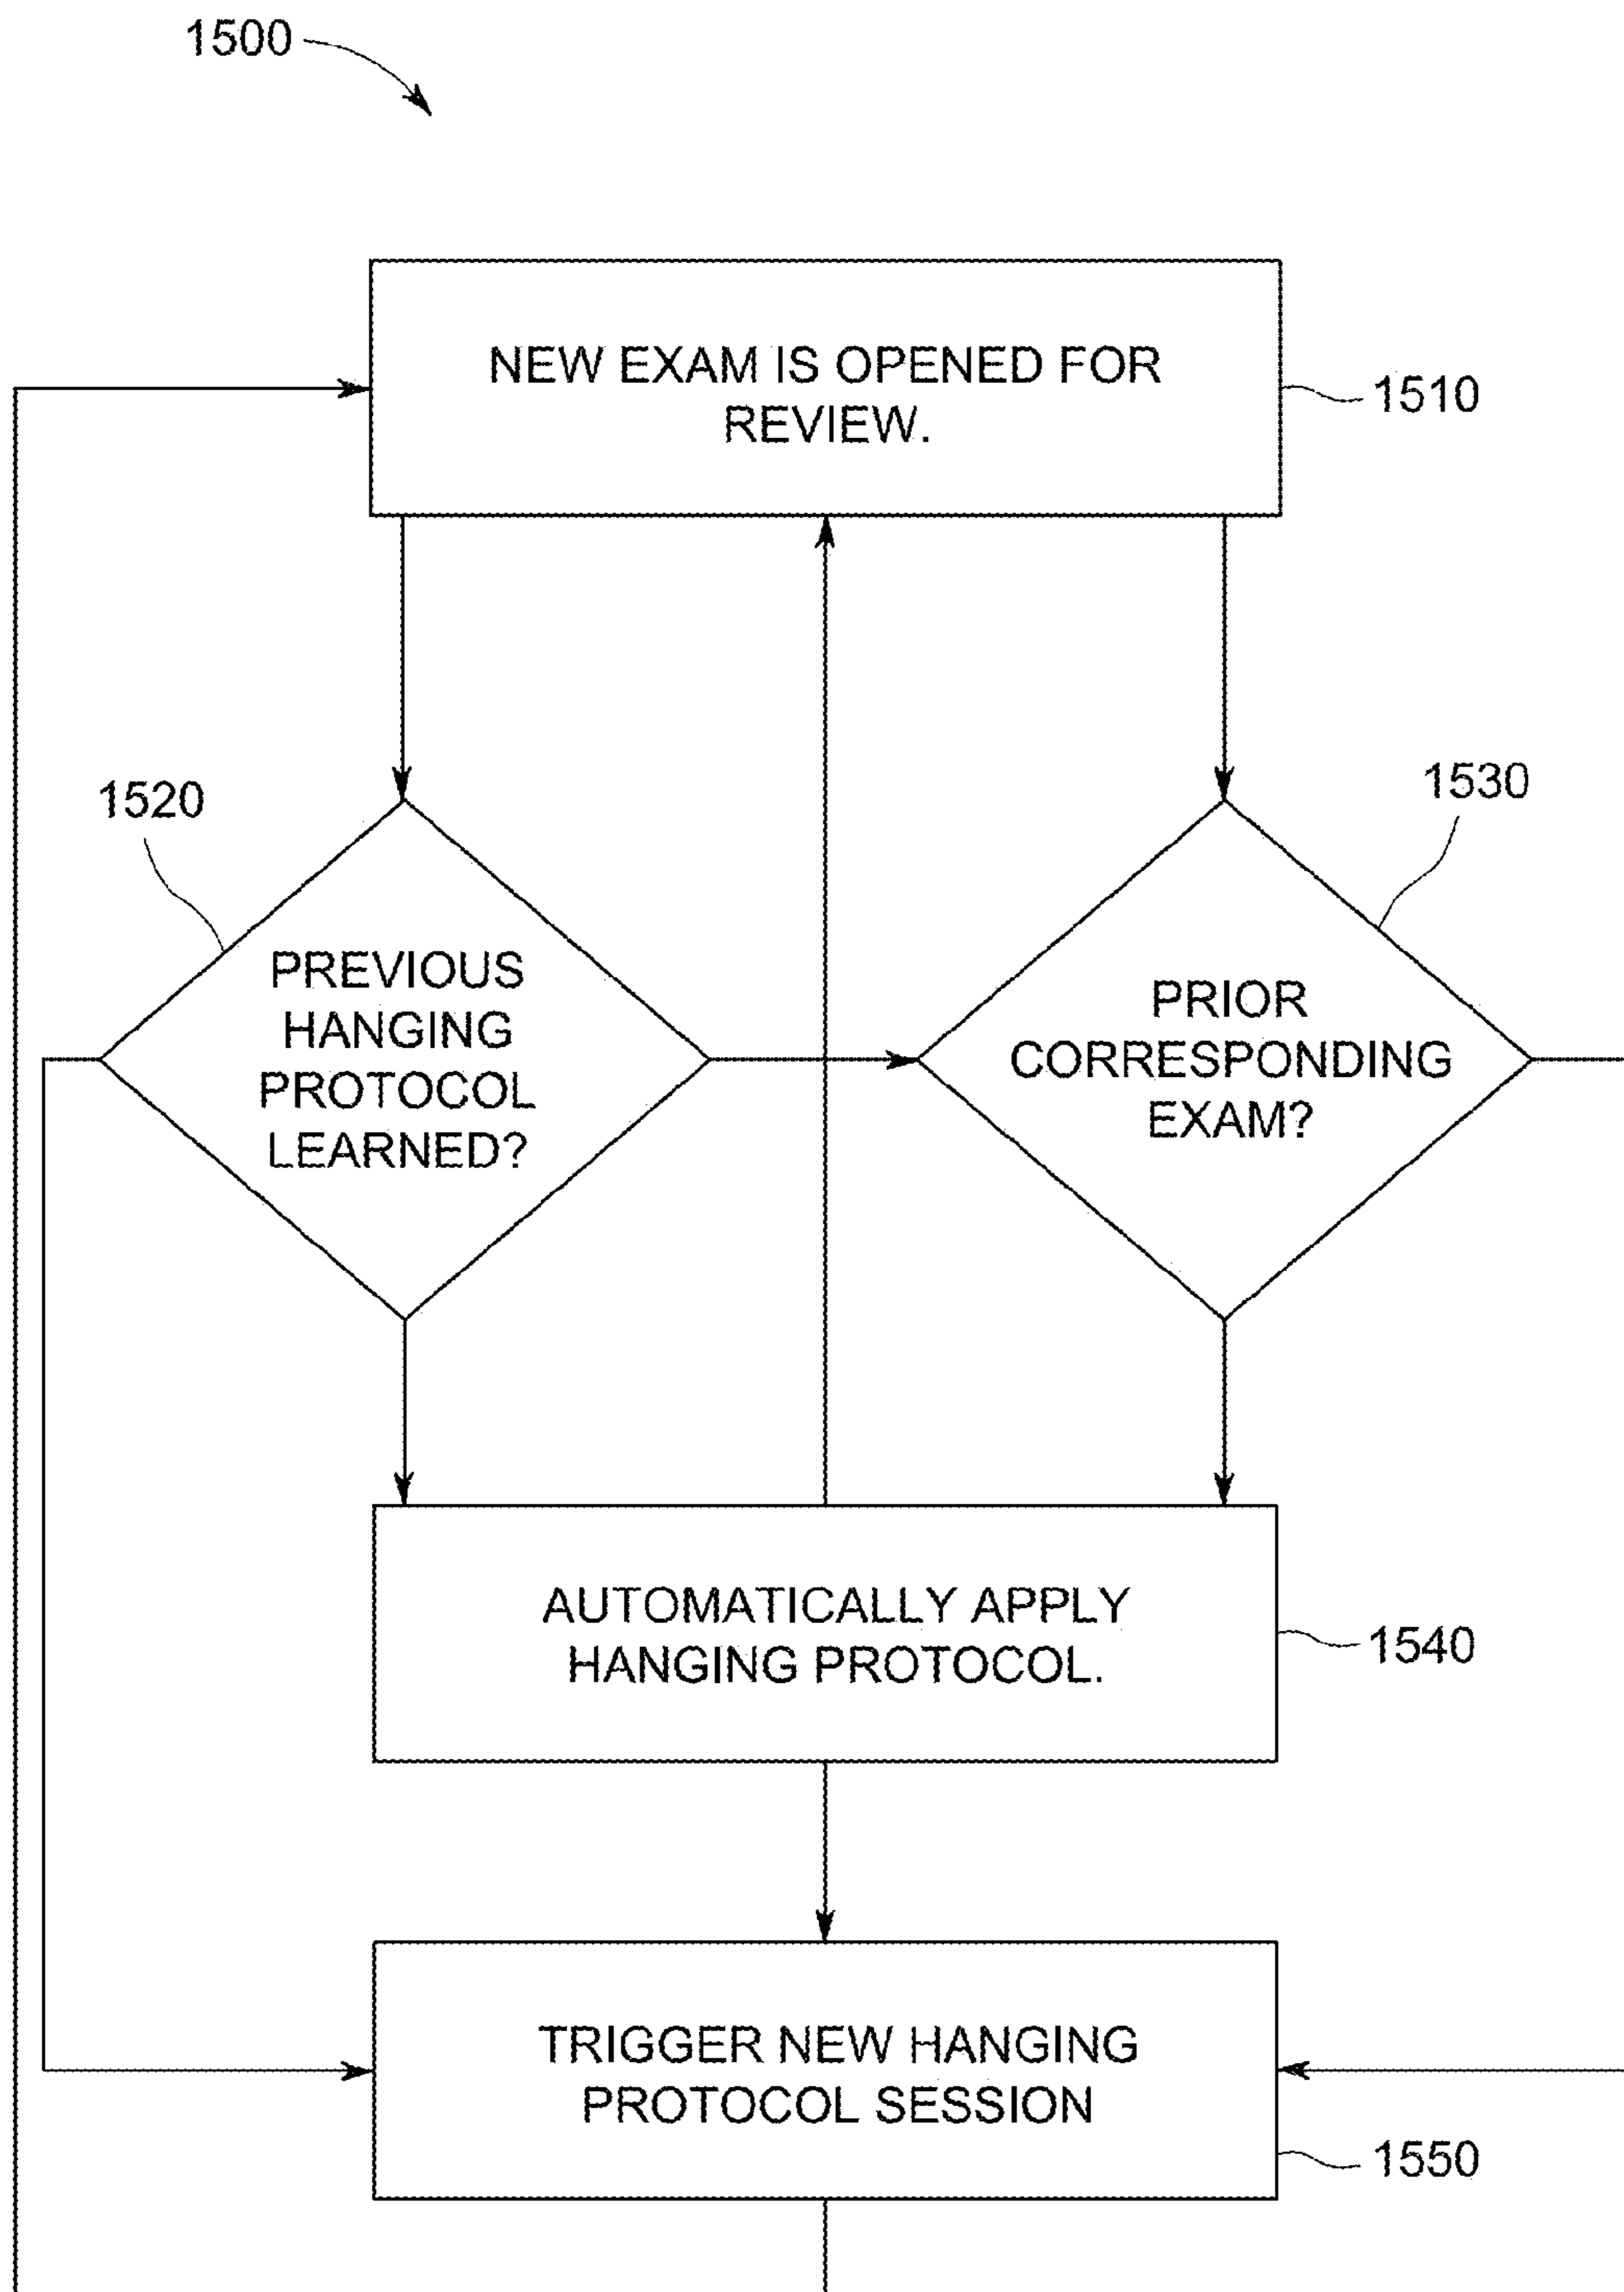 1500
NEW EXAM IS OPENED FOR
REVIEW.
1510
1520
PREVIOUS
HANGING
PROTOCOL
LEARNED?
1530
PRIOR
CORRESPONDING
EXAM?
AUTOMATICALLY APPLY
HANGING PROTOCOL.
1540
TRIGGER NEW HANGING
PROTOCOL SESSION
1550